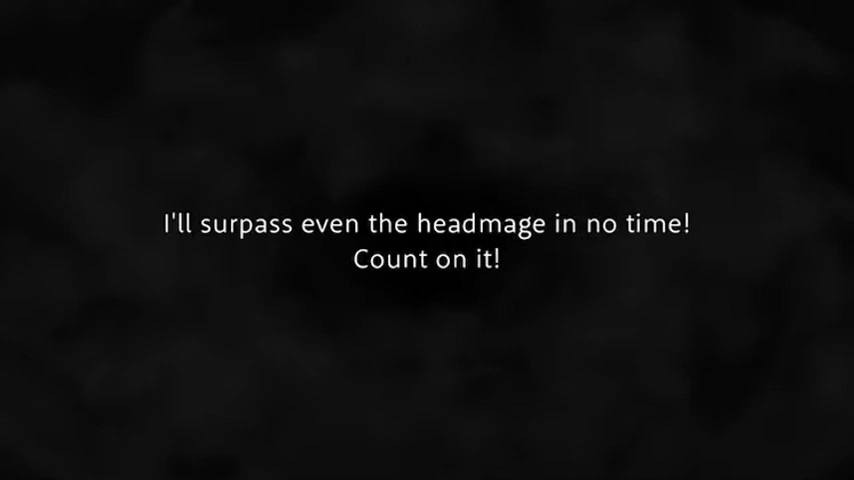 I'll surpass even the headmage in no time!
Count on it!